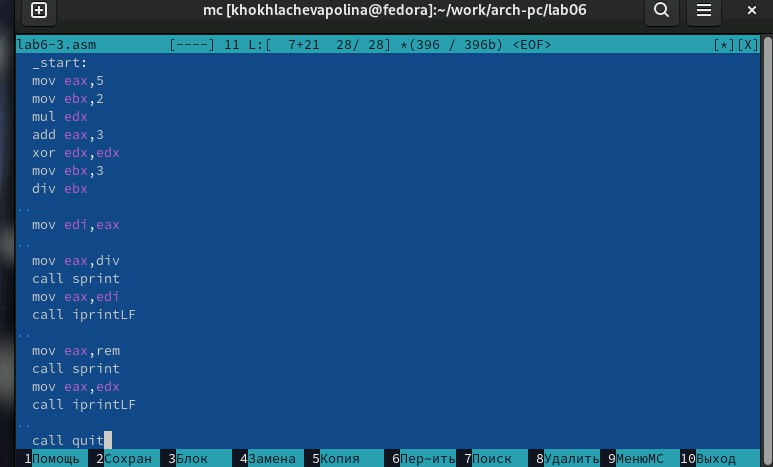 mc [khokhlachevapolina@fedora]:~/work/arch-pc/lab06
lab6-3.asm [----] 11 L:[ 7+21 28/ 28] *(396 / 396b) <EOF> [*][X]
_start:
mov eax,5
mov ebx,2
mul edx
add eax,3
xor edx,edx
mov ebx,3
div ebx
..
mov edi,eax
..
mov eax,div
call sprint
mov eax,edi
call iprintLF
..
mov eax,rem
call sprint
mov eax,edx
call iprintLF
..
call quit
1Помощь 2Сохран 3Блок 4Замена 5Копия 6Пер~ить 7Поиск 8Удалить 9МенюMC 10Выход